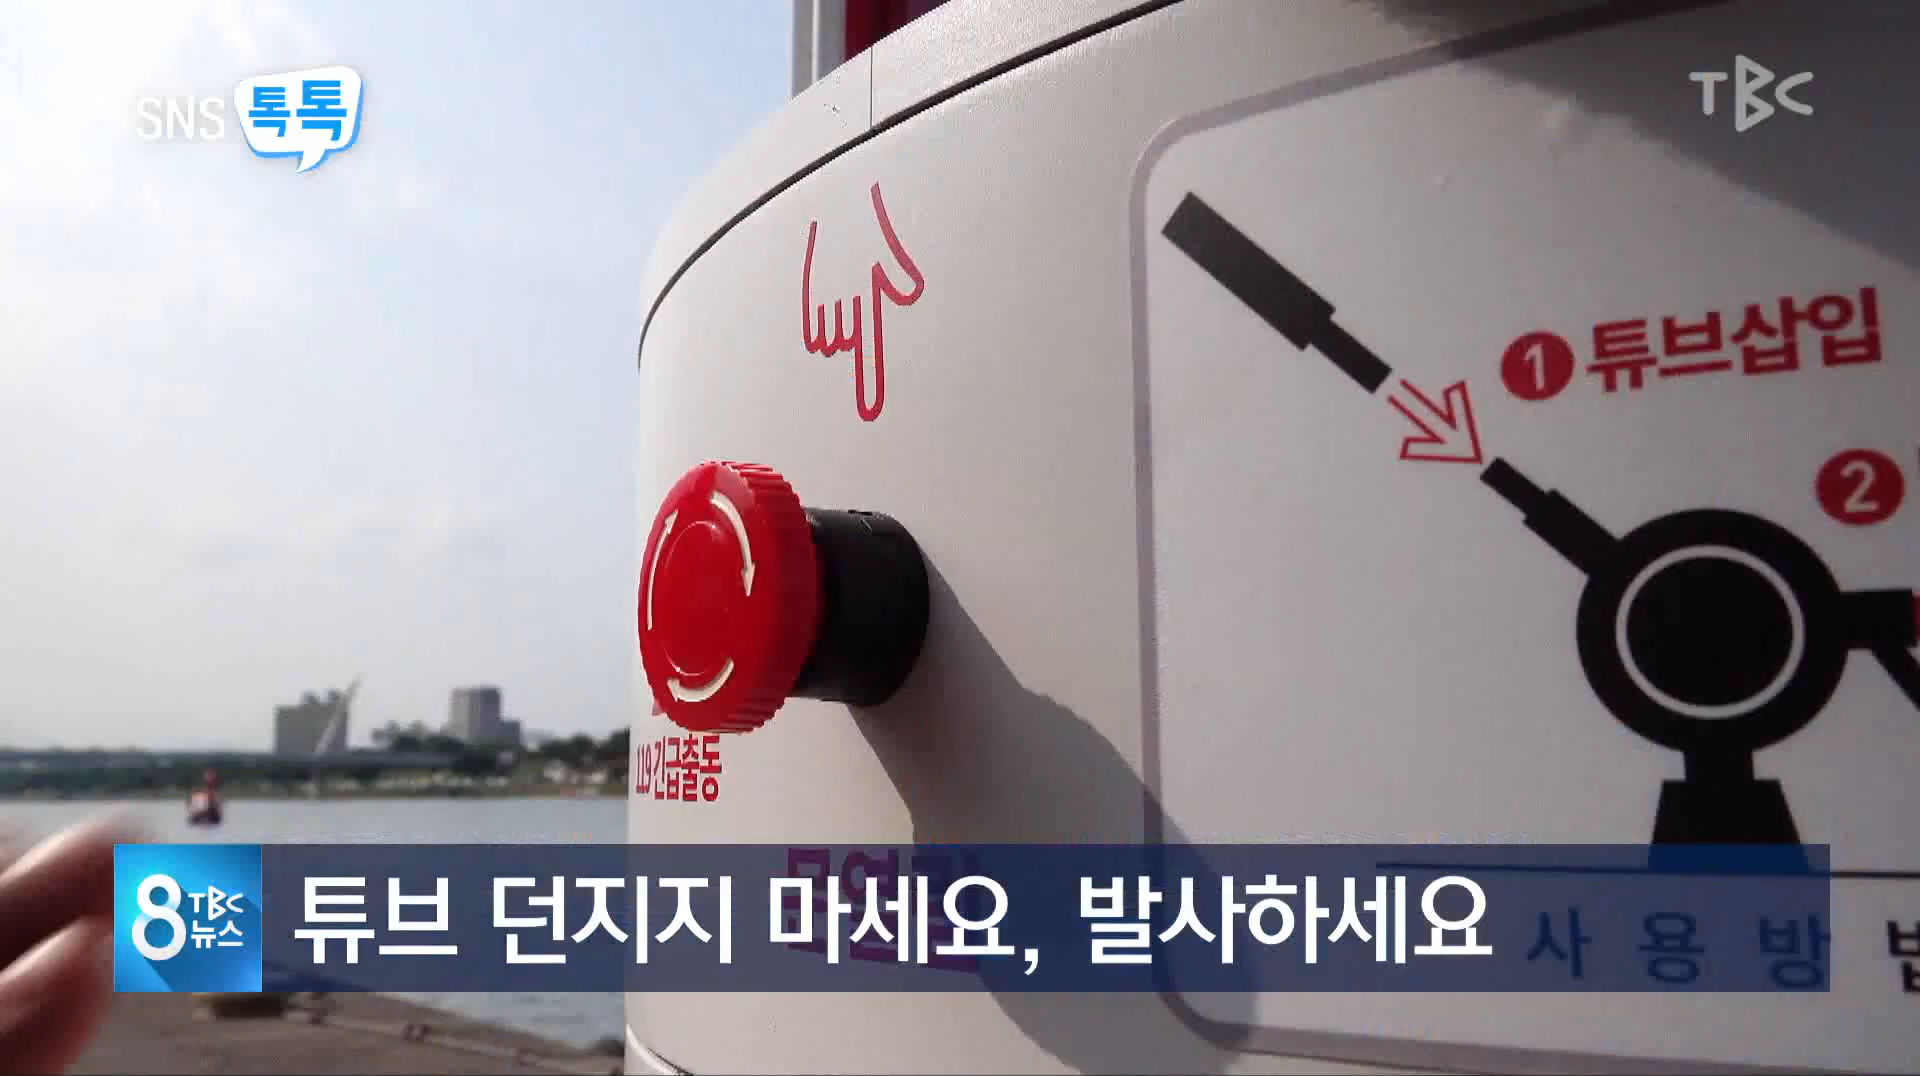 SNS 톡톡
TBC
1 튜브삽입
2
119긴급출동
8 TBC 뉴스
튜브 던지지 마세요, 발사하세요
사 용 방 법